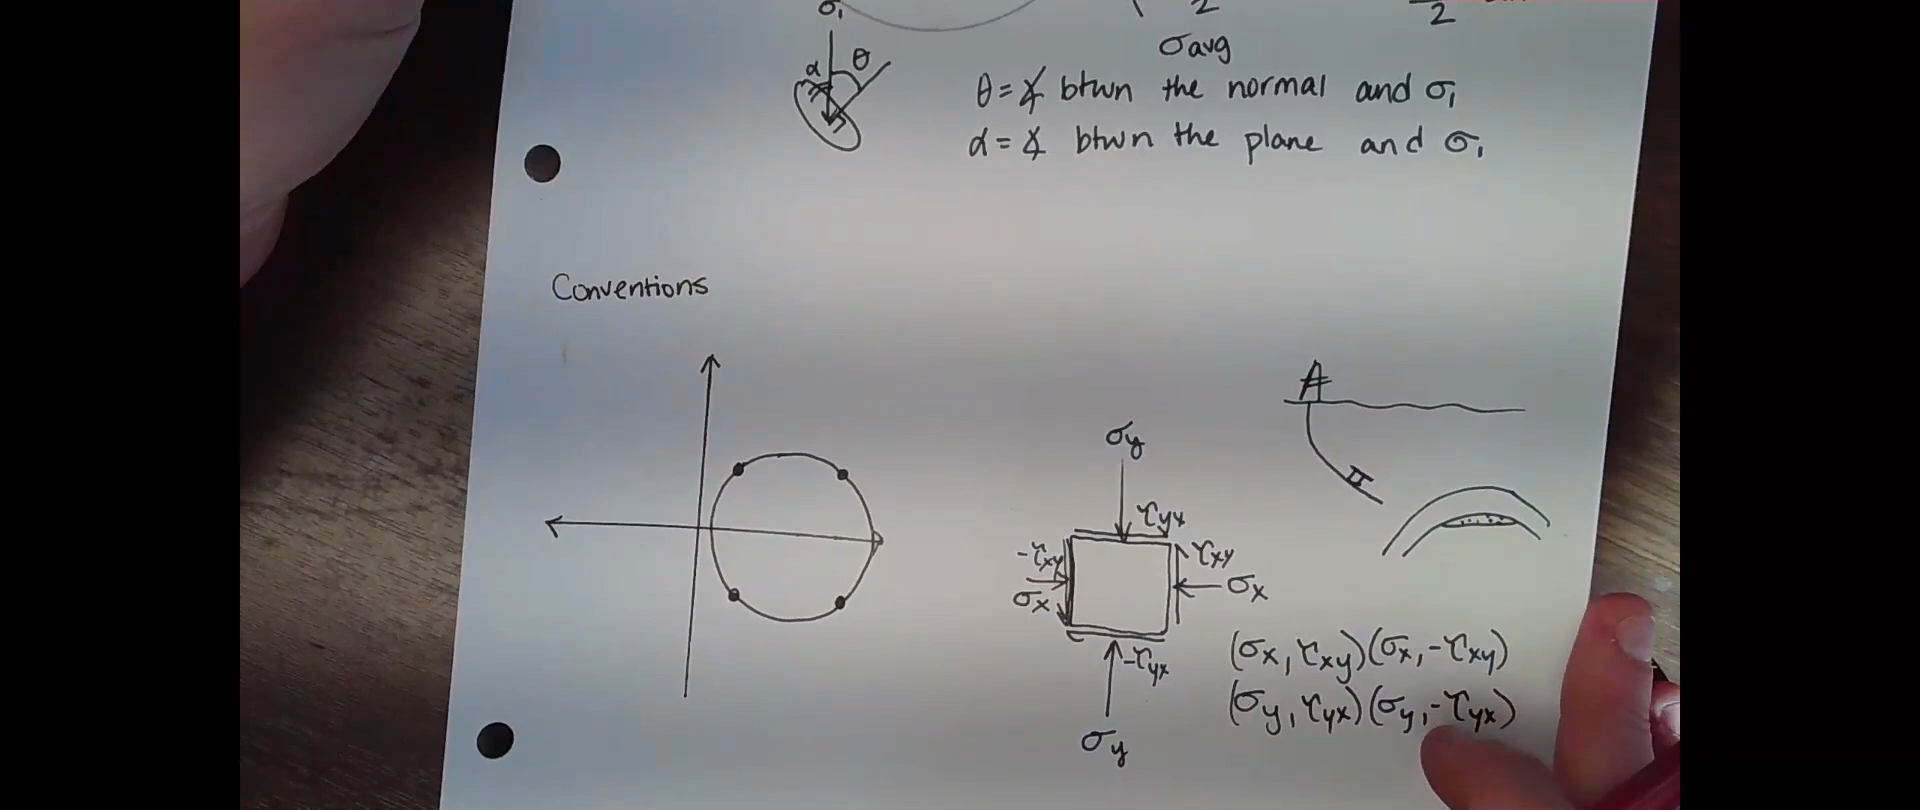 σ₁
2
2
σavg
α θ
θ = ∡ btwn the normal and σ₁
α = ∡ btwn the plane and σ₁
Conventions
σy
τyx
-τxy τxy
σx σx
-τyx
σy
(σx, τxy)(σx, -τxy)
(σy, τyx)(σy, -τyx)